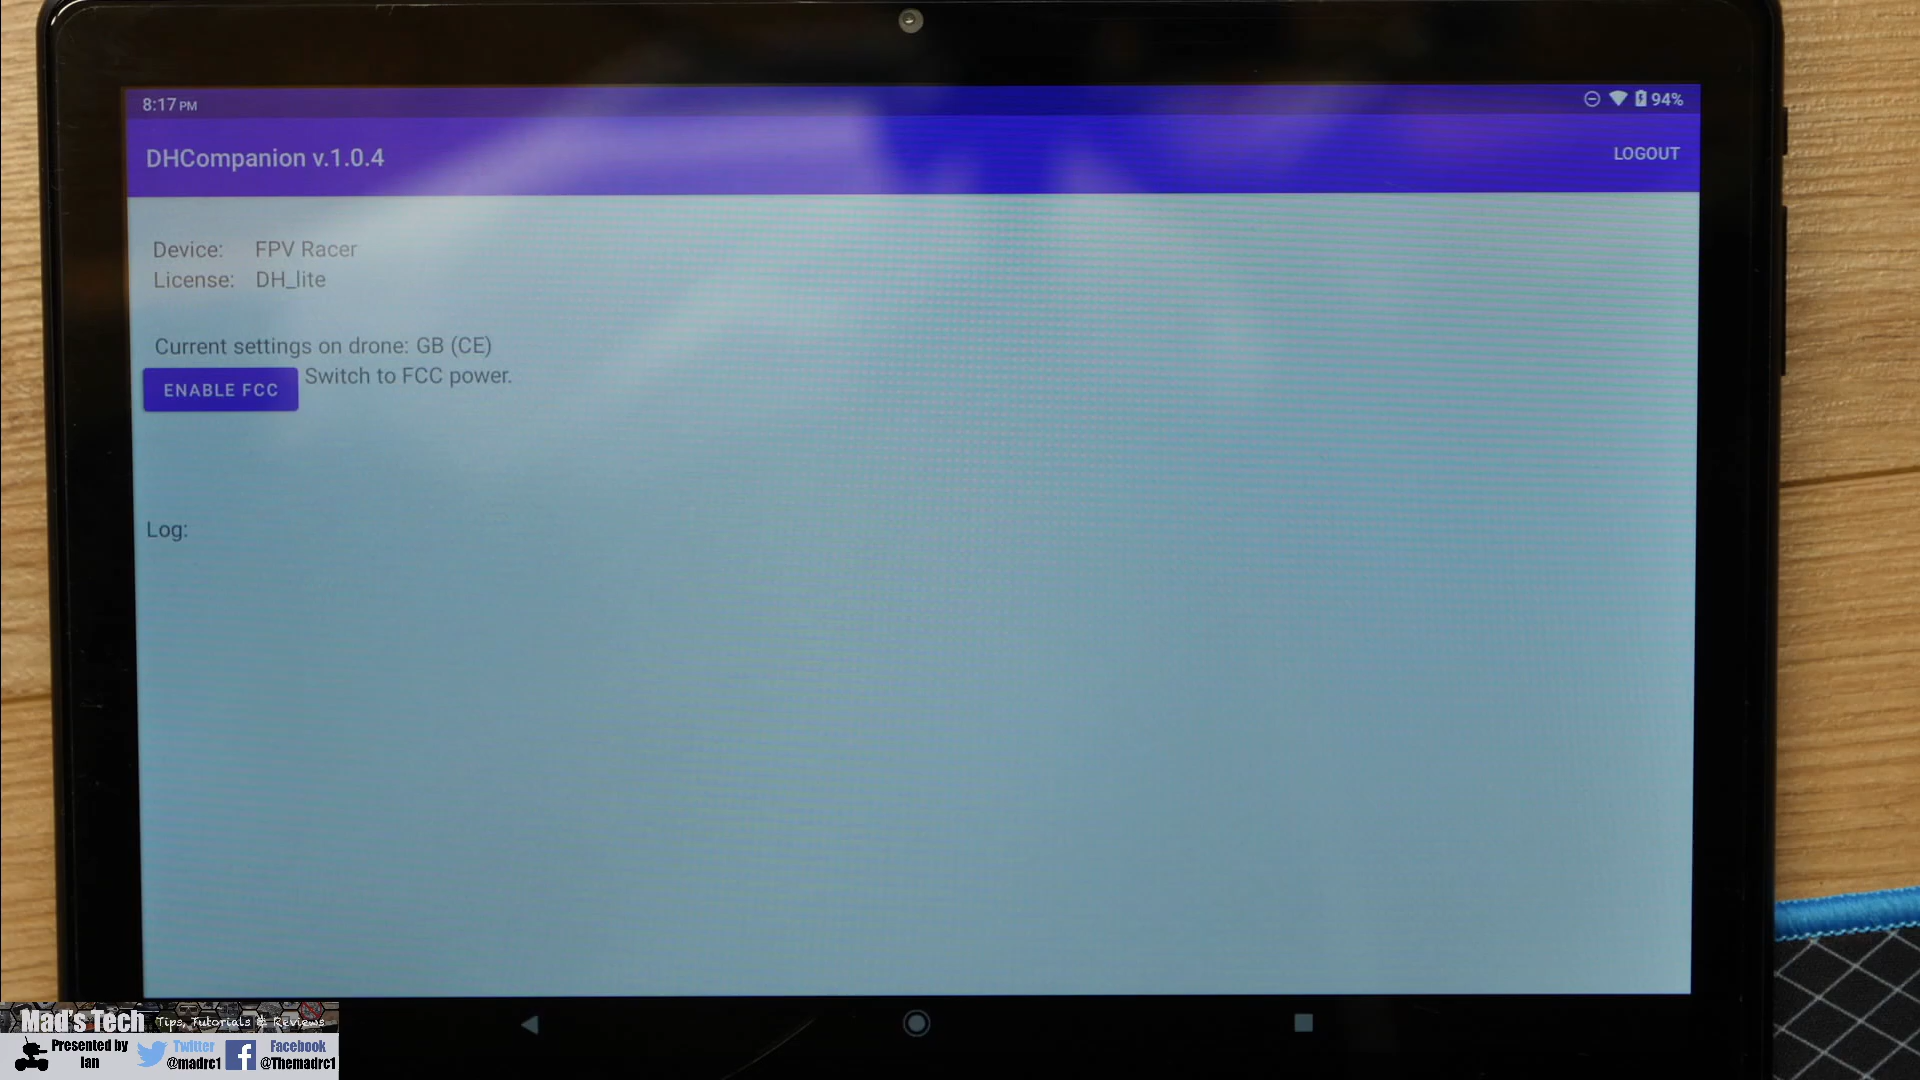 8:17 PM
94%
DHCompanion v.1.0.4
LOGOUT
Device: FPV Racer
License: DH_lite
Current settings on drone: GB (CE)
ENABLE FCC
Switch to FCC power.
Log:
Mad's Tech
Tips, Tutorials & Reviews
Presented by
Ian
Twitter
@madrc1
Facebook
@Themadrc1